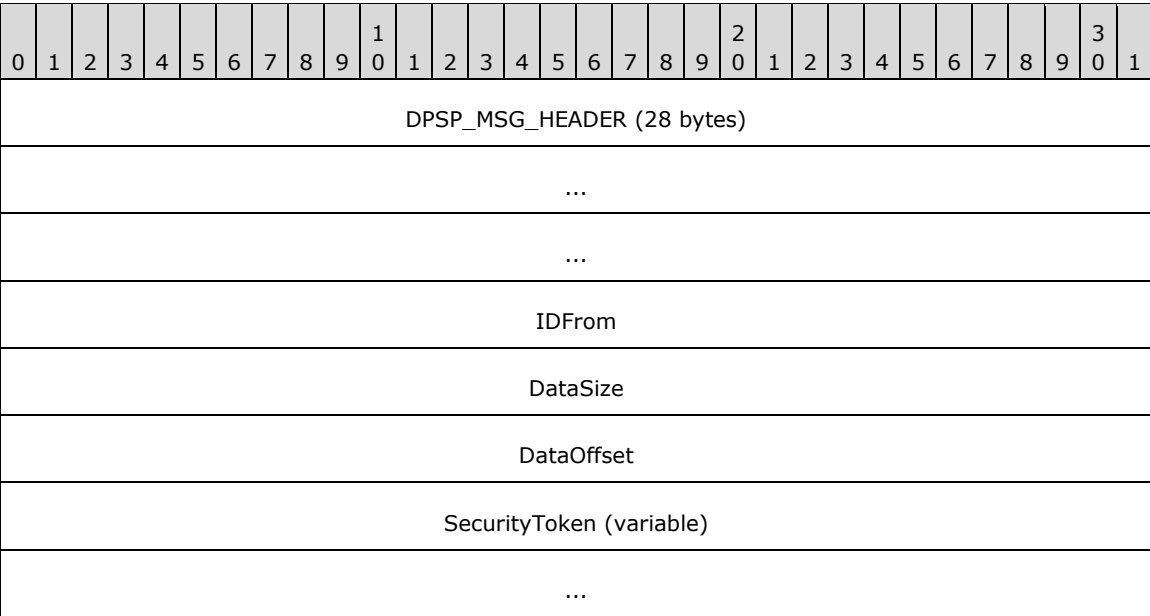 1 2 3
0 1 2 3 4 5 6 7 8 9 0 1 2 3 4 5 6 7 8 9 0 1 2 3 4 5 6 7 8 9 0 1
DPSP_MSG_HEADER (28 bytes)
...
...
IDFrom
DataSize
DataOffset
SecurityToken (variable)
...